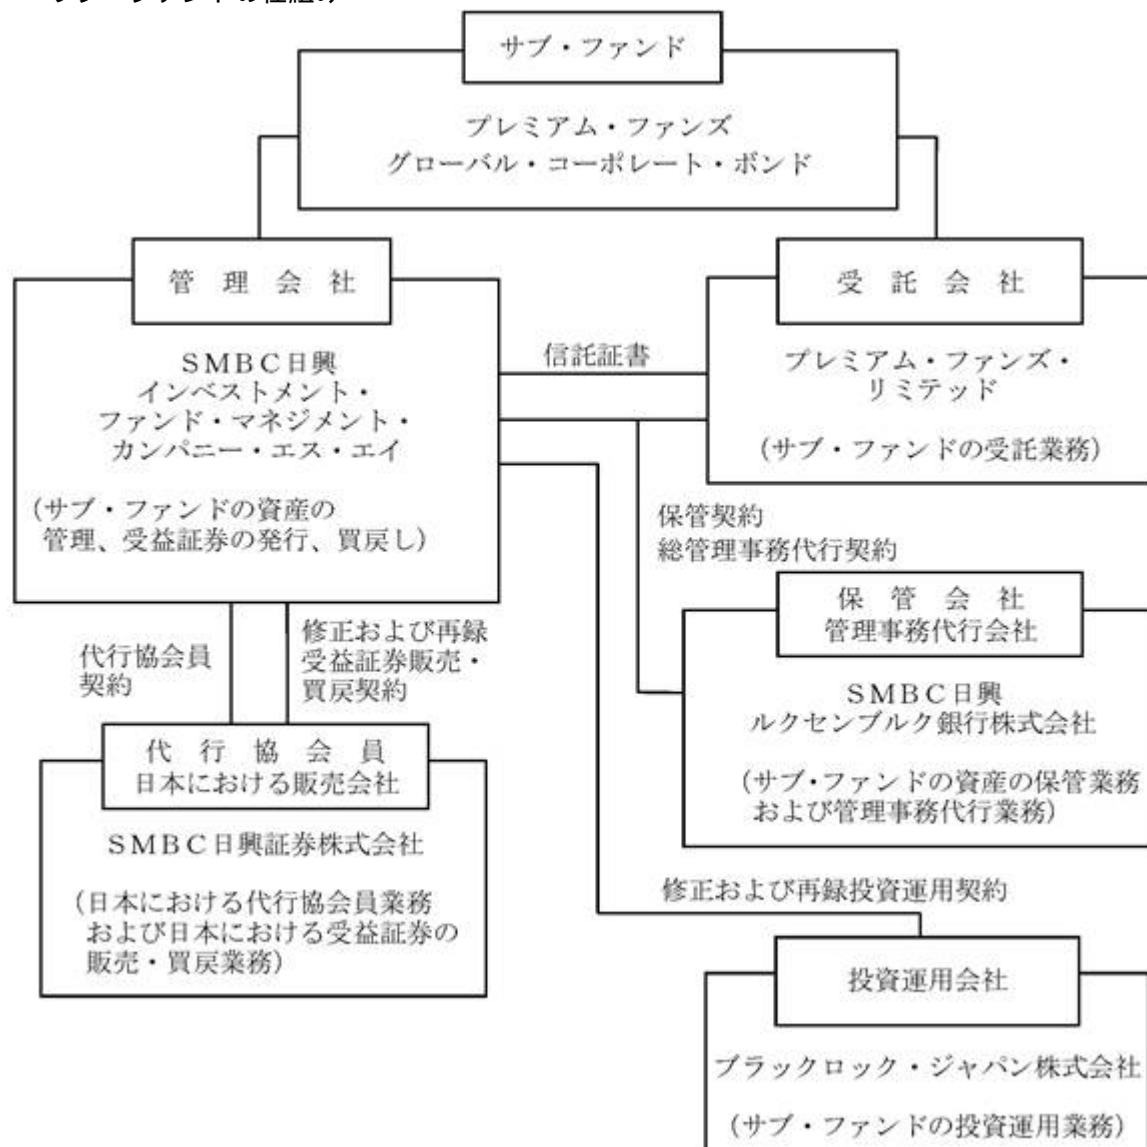 サブ・ファンドの仕組み
サブ・ファンド
プレミアム・ファンズ
グローバル・コーポレート・ボンド
管 理 会 社
SMBC日興
インベストメント・
ファンド・マネジメント・
カンパニー・エス・エイ
(サブ・ファンドの資産の
管理、受益証券の発行、買戻し)
信託証書
受 託 会 社
プレミアム・ファンズ・
リミテッド
(サブ・ファンドの受託業務)
保管契約
総管理事務代行契約
保 管 会 社
管理事務代行会社
SMBC日興
ルクセンブルク銀行株式会社
(サブ・ファンドの資産の保管業務
および管理事務代行業務)
代行協会員
契約
修正および再録
受益証券販売・
買戻契約
代 行 協 会 員
日本における販売会社
SMBC日興証券株式会社
(日本における代行協会員業務
および日本における受益証券の
販売・買戻業務)
修正および再録投資運用契約
投資運用会社
ブラックロック・ジャパン株式会社
(サブ・ファンドの投資運用業務)